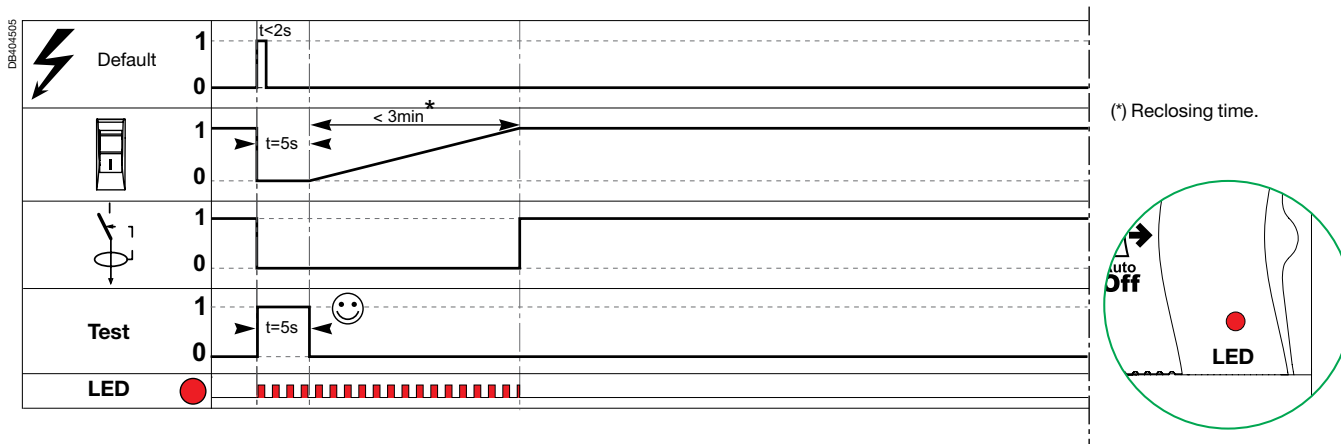 DB404505
Default
1
0
t<2s
1
0
t=5s
< 3min*
1
0
Test
1
0
t=5s
LED
(*) Reclosing time.
uto
Off
LED